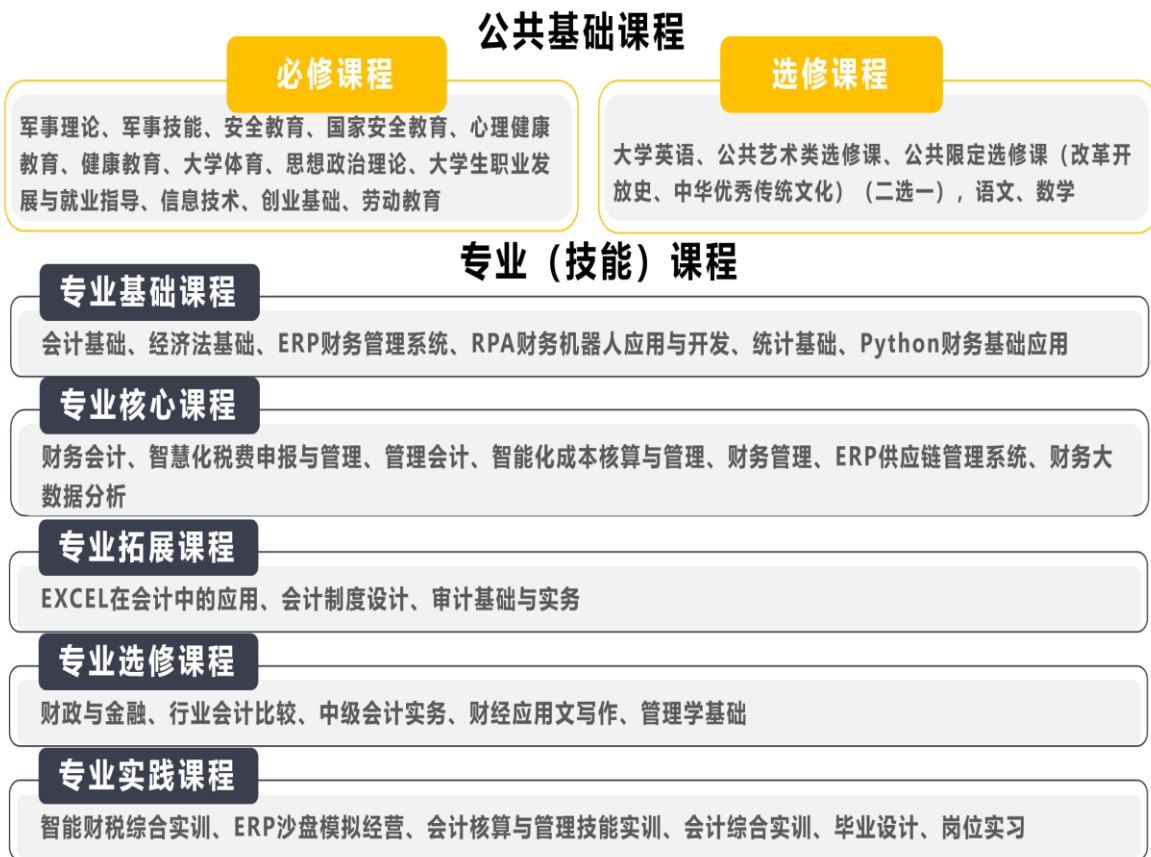 公共基础课程
必修课程
军事理论、军事技能、安全教育、国家安全教育、心理健康
教育、健康教育、大学体育、思想政治理论、大学生职业发
展与就业指导、信息技术、创业基础、劳动教育
选修课程
大学英语、公共艺术类选修课、公共限定选修课（改革开
放史、中华优秀传统文化）（二选一）, 语文、数学
专业（技能）课程
专业基础课程
会计基础、经济法基础、ERP财务管理系统、RPA财务机器人应用与开发、统计基础、Python财务基础应用
专业核心课程
财务会计、智慧化税费申报与管理、管理会计、智能化成本核算与管理、财务管理、ERP供应链管理系统、财务大
数据分析
专业拓展课程
EXCEL在会计中的应用、会计制度设计、审计基础与实务
专业选修课程
财政与金融、行业会计比较、中级会计实务、财经应用文写作、管理学基础
专业实践课程
智能财税综合实训、ERP沙盘模拟经营、会计核算与管理技能实训、会计综合实训、毕业设计、岗位实习